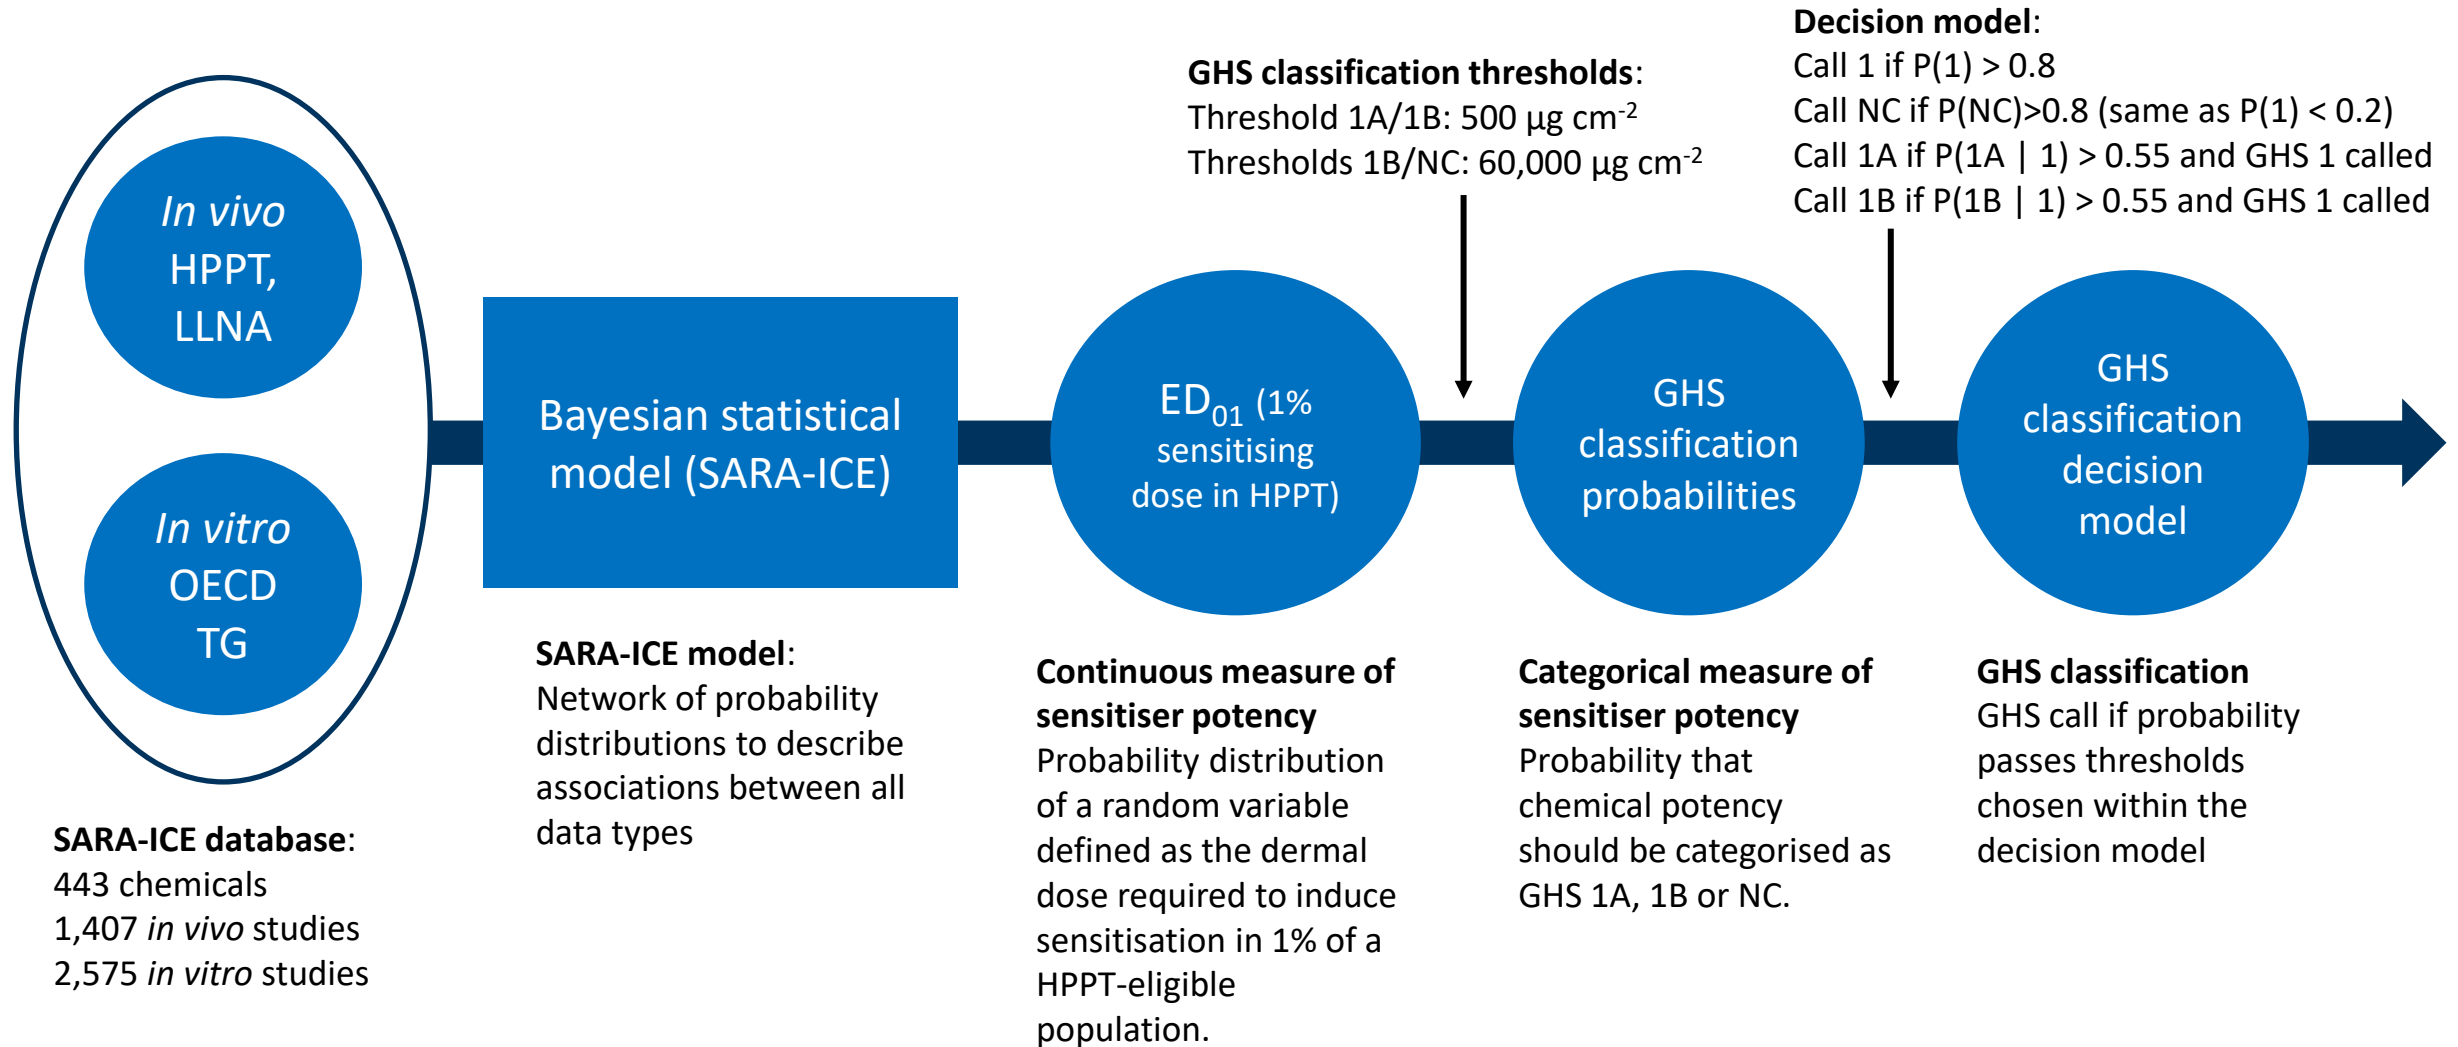 In vivo
HPPT,
LLNA
In vitro
OECD
TG
SARA-ICE database:
443 chemicals
1,407 in vivo studies
2,575 in vitro studies
Bayesian statistical
model (SARA-ICE)
SARA-ICE model:
Network of probability
distributions to describe
associations between all
data types
ED01 (1%
sensitising
dose in HPPT)
Continuous measure of
sensitiser potency
Probability distribution
of a random variable
defined as the dermal
dose required to induce
sensitisation in 1% of a
HPPT-eligible
population.
GHS classification thresholds:
Threshold 1A/1B: 500 µg cm-2
Thresholds 1B/NC: 60,000 µg cm-2
GHS
classification
probabilities
Categorical measure of
sensitiser potency
Probability that
chemical potency
should be categorised as
GHS 1A, 1B or NC.
Decision model:
Call 1 if P(1) > 0.8
Call NC if P(NC)>0.8 (same as P(1) < 0.2)
Call 1A if P(1A | 1) > 0.55 and GHS 1 called
Call 1B if P(1B | 1) > 0.55 and GHS 1 called
GHS
classification
decision
model
GHS classification
GHS call if probability
passes thresholds
chosen within the
decision model